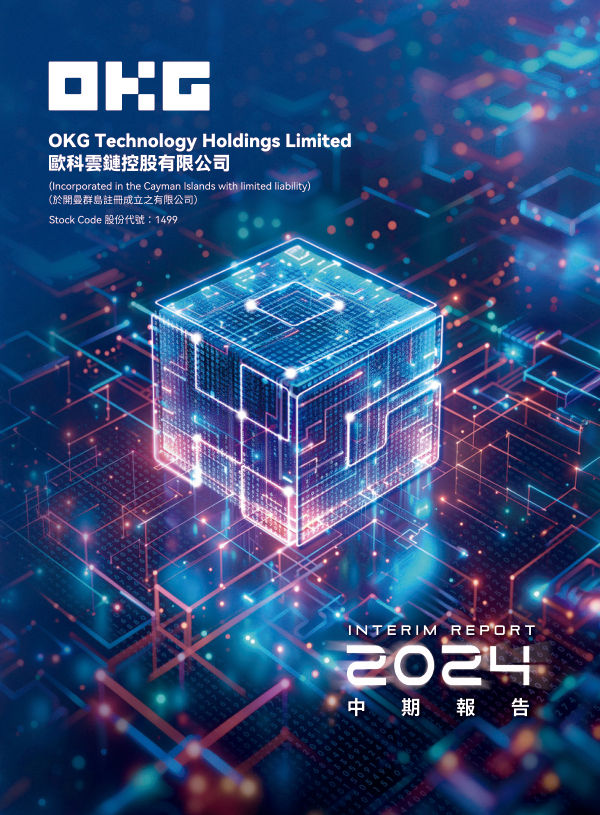 OKG
OKG Technology Holdings Limited
歐科雲鏈控股有限公司
(Incorporated in the Cayman Islands with limited liability)
(於開曼群島註冊成立之有限公司)
Stock Code 股份代號：1499
INTERIM REPORT
2024
中期報告